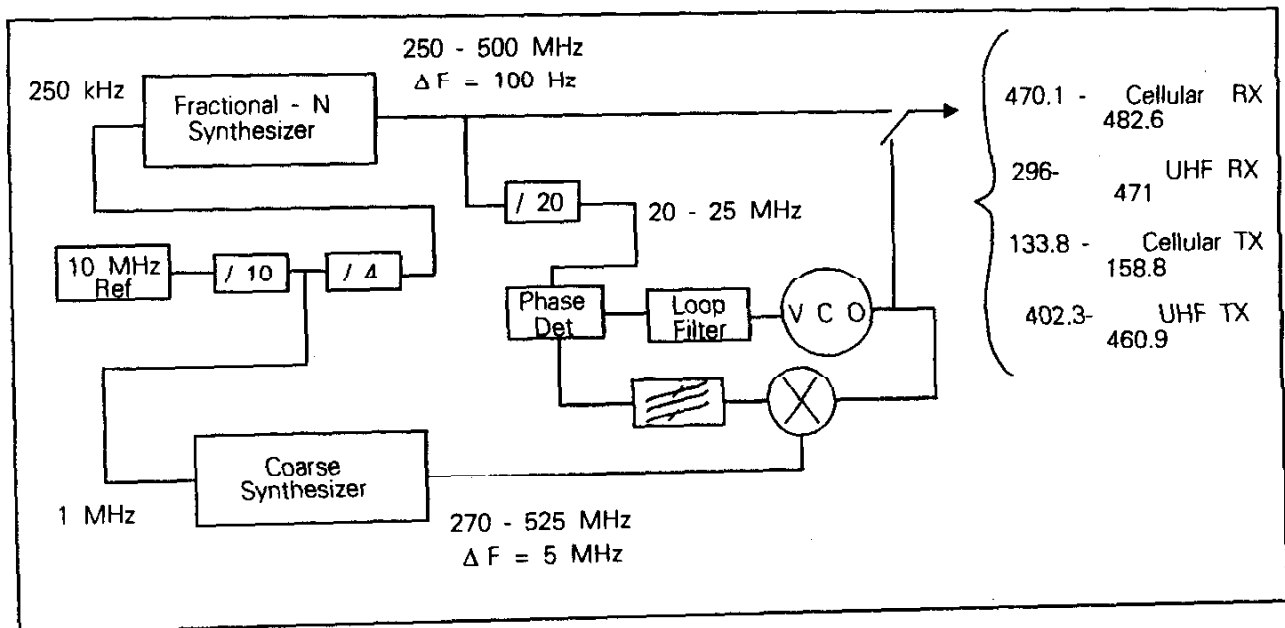 250 - 500 MHz
Δ F = 100 Hz
250 kHz
Fractional - N
Synthesizer
470.1 - Cellular RX
482.6
296- UHF RX
471
133.8 - Cellular TX
158.8
402.3- UHF TX
460.9
/ 20
20 - 25 MHz
10 MHz
Ref
/ 10
/ 4
Phase
Det
Loop
Filter
V C O
Coarse
Synthesizer
1 MHz
270 - 525 MHz
Δ F = 5 MHz